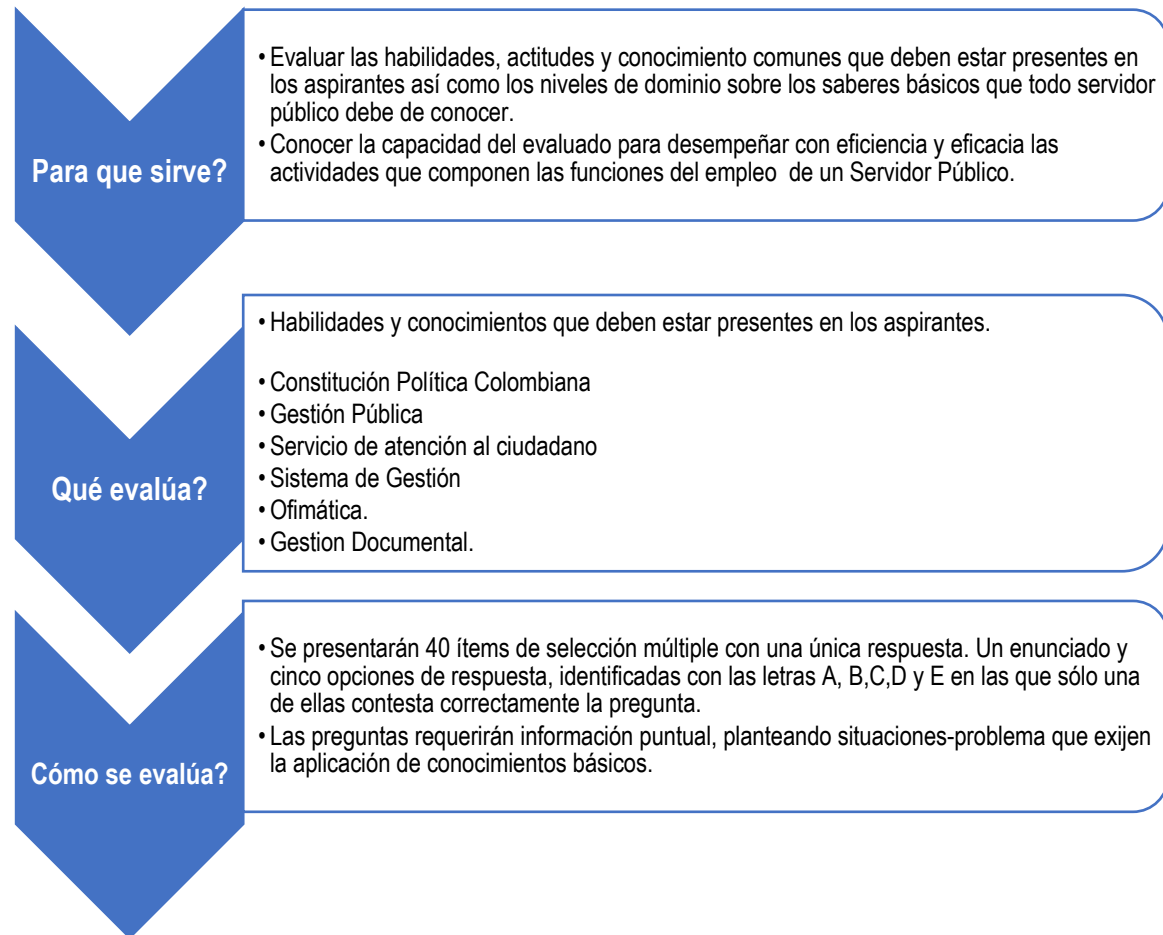 Para que sirve?
• Evaluar las habilidades, actitudes y conocimiento comunes que deben estar presentes en
los aspirantes así como los niveles de dominio sobre los saberes básicos que todo servidor
público debe de conocer.
• Conocer la capacidad del evaluado para desempeñar con eficiencia y eficacia las
actividades que componen las funciones del empleo de un Servidor Público.
Qué evalúa?
• Habilidades y conocimientos que deben estar presentes en los aspirantes.
• Constitución Política Colombiana
• Gestión Pública
• Servicio de atención al ciudadano
• Sistema de Gestión
• Ofimática.
• Gestion Documental.
Cómo se evalúa?
• Se presentarán 40 ítems de selección múltiple con una única respuesta. Un enunciado y
cinco opciones de respuesta, identificadas con las letras A, B,C,D y E en las que sólo una
de ellas contesta correctamente la pregunta.
• Las preguntas requerirán información puntual, planteando situaciones-problema que exijen
la aplicación de conocimientos básicos.